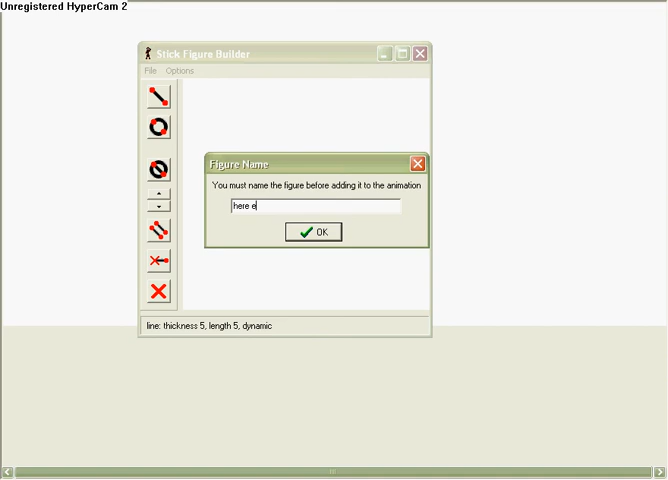 Unregistered HyperCam 2
Stick Figure Builder
File Options
Figure Name
You must name the figure before adding it to the animation
here e
OK
line: thickness 5, length 5, dynamic